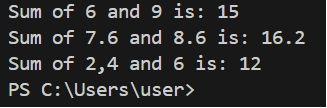 Sum of 6 and 9 is: 15
Sum of 7.6 and 8.6 is: 16.2
Sum of 2,4 and 6 is: 12
PS C:\Users\user>